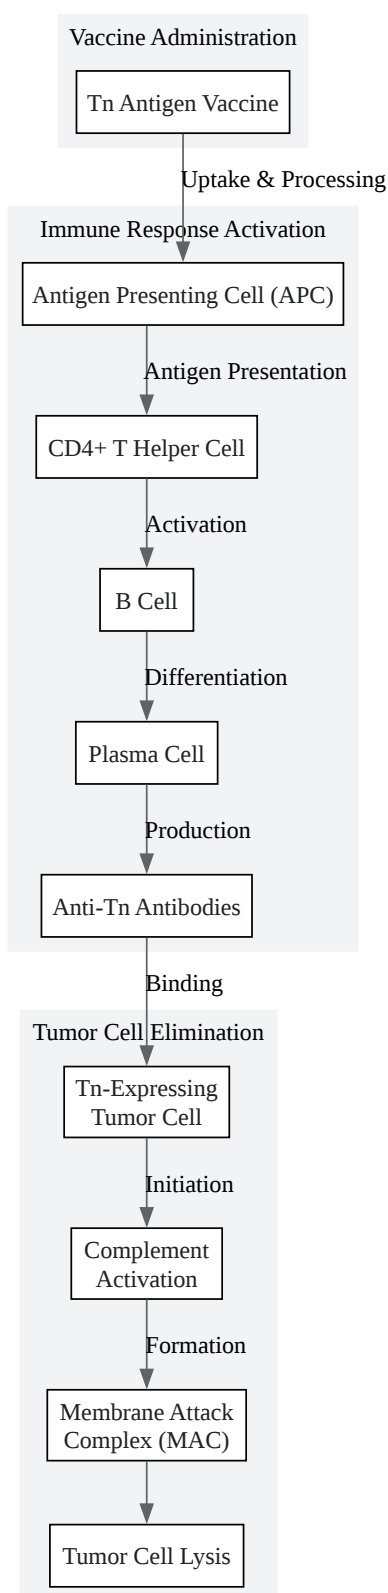 Vaccine Administration
Tn Antigen Vaccine
Uptake & Processing
Immune Response Activation
Antigen Presenting Cell (APC)
Antigen Presentation
CD4+ T Helper Cell
Activation
B Cell
Differentiation
Plasma Cell
Production
Anti-Tn Antibodies
Binding
Tumor Cell Elimination
Tn-Expressing
Tumor Cell
Initiation
Complement
Activation
Formation
Membrane Attack
Complex (MAC)
Tumor Cell Lysis